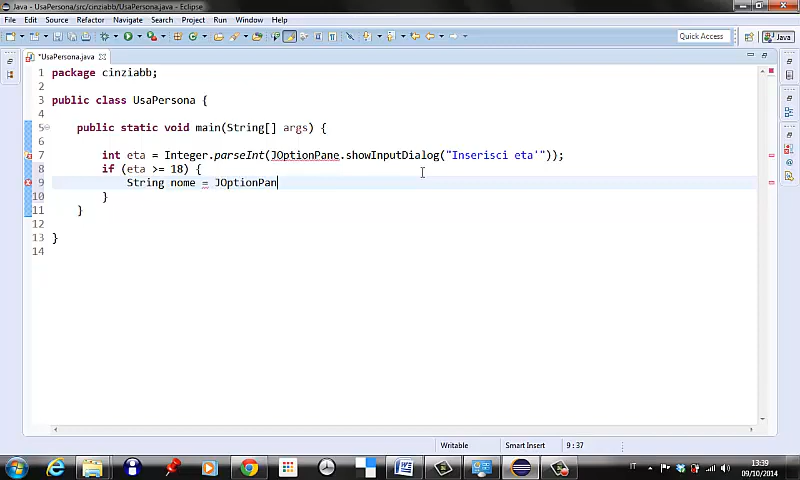 Java - UsaPersona/src/cinziabb/UsaPersona.java - Eclipse
File Edit Source Refactor Navigate Search Project Run Window Help
Quick Access
Java
*UsaPersona.java
1 package cinziabb;
2
3 public class UsaPersona {
4
5 public static void main(String[] args) {
6
7 int eta = Integer.parseInt(JOptionPane.showInputDialog("Inserisci eta'"));
8 if (eta >= 18) {
9 String nome = JOptionPan
10 }
11 }
12
13 }
14
Writable
Smart Insert
9 : 37
IT
13:39
09/10/2014